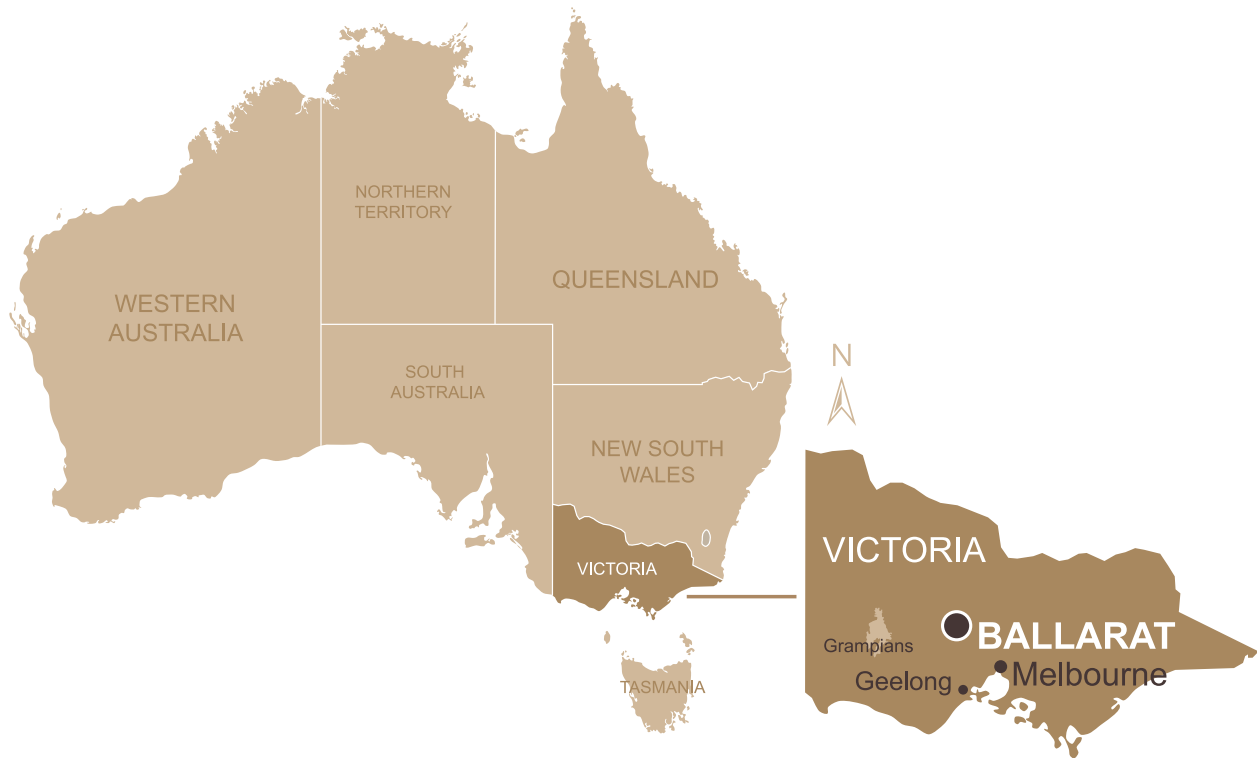 NORTHERN
TERRITORY
QUEENSLAND
WESTERN
AUSTRALIA
SOUTH
AUSTRALIA
NEW SOUTH
WALES
VICTORIA
TASMANIA
N
VICTORIA
BALLARAT
Grampians
Melbourne
Geelong